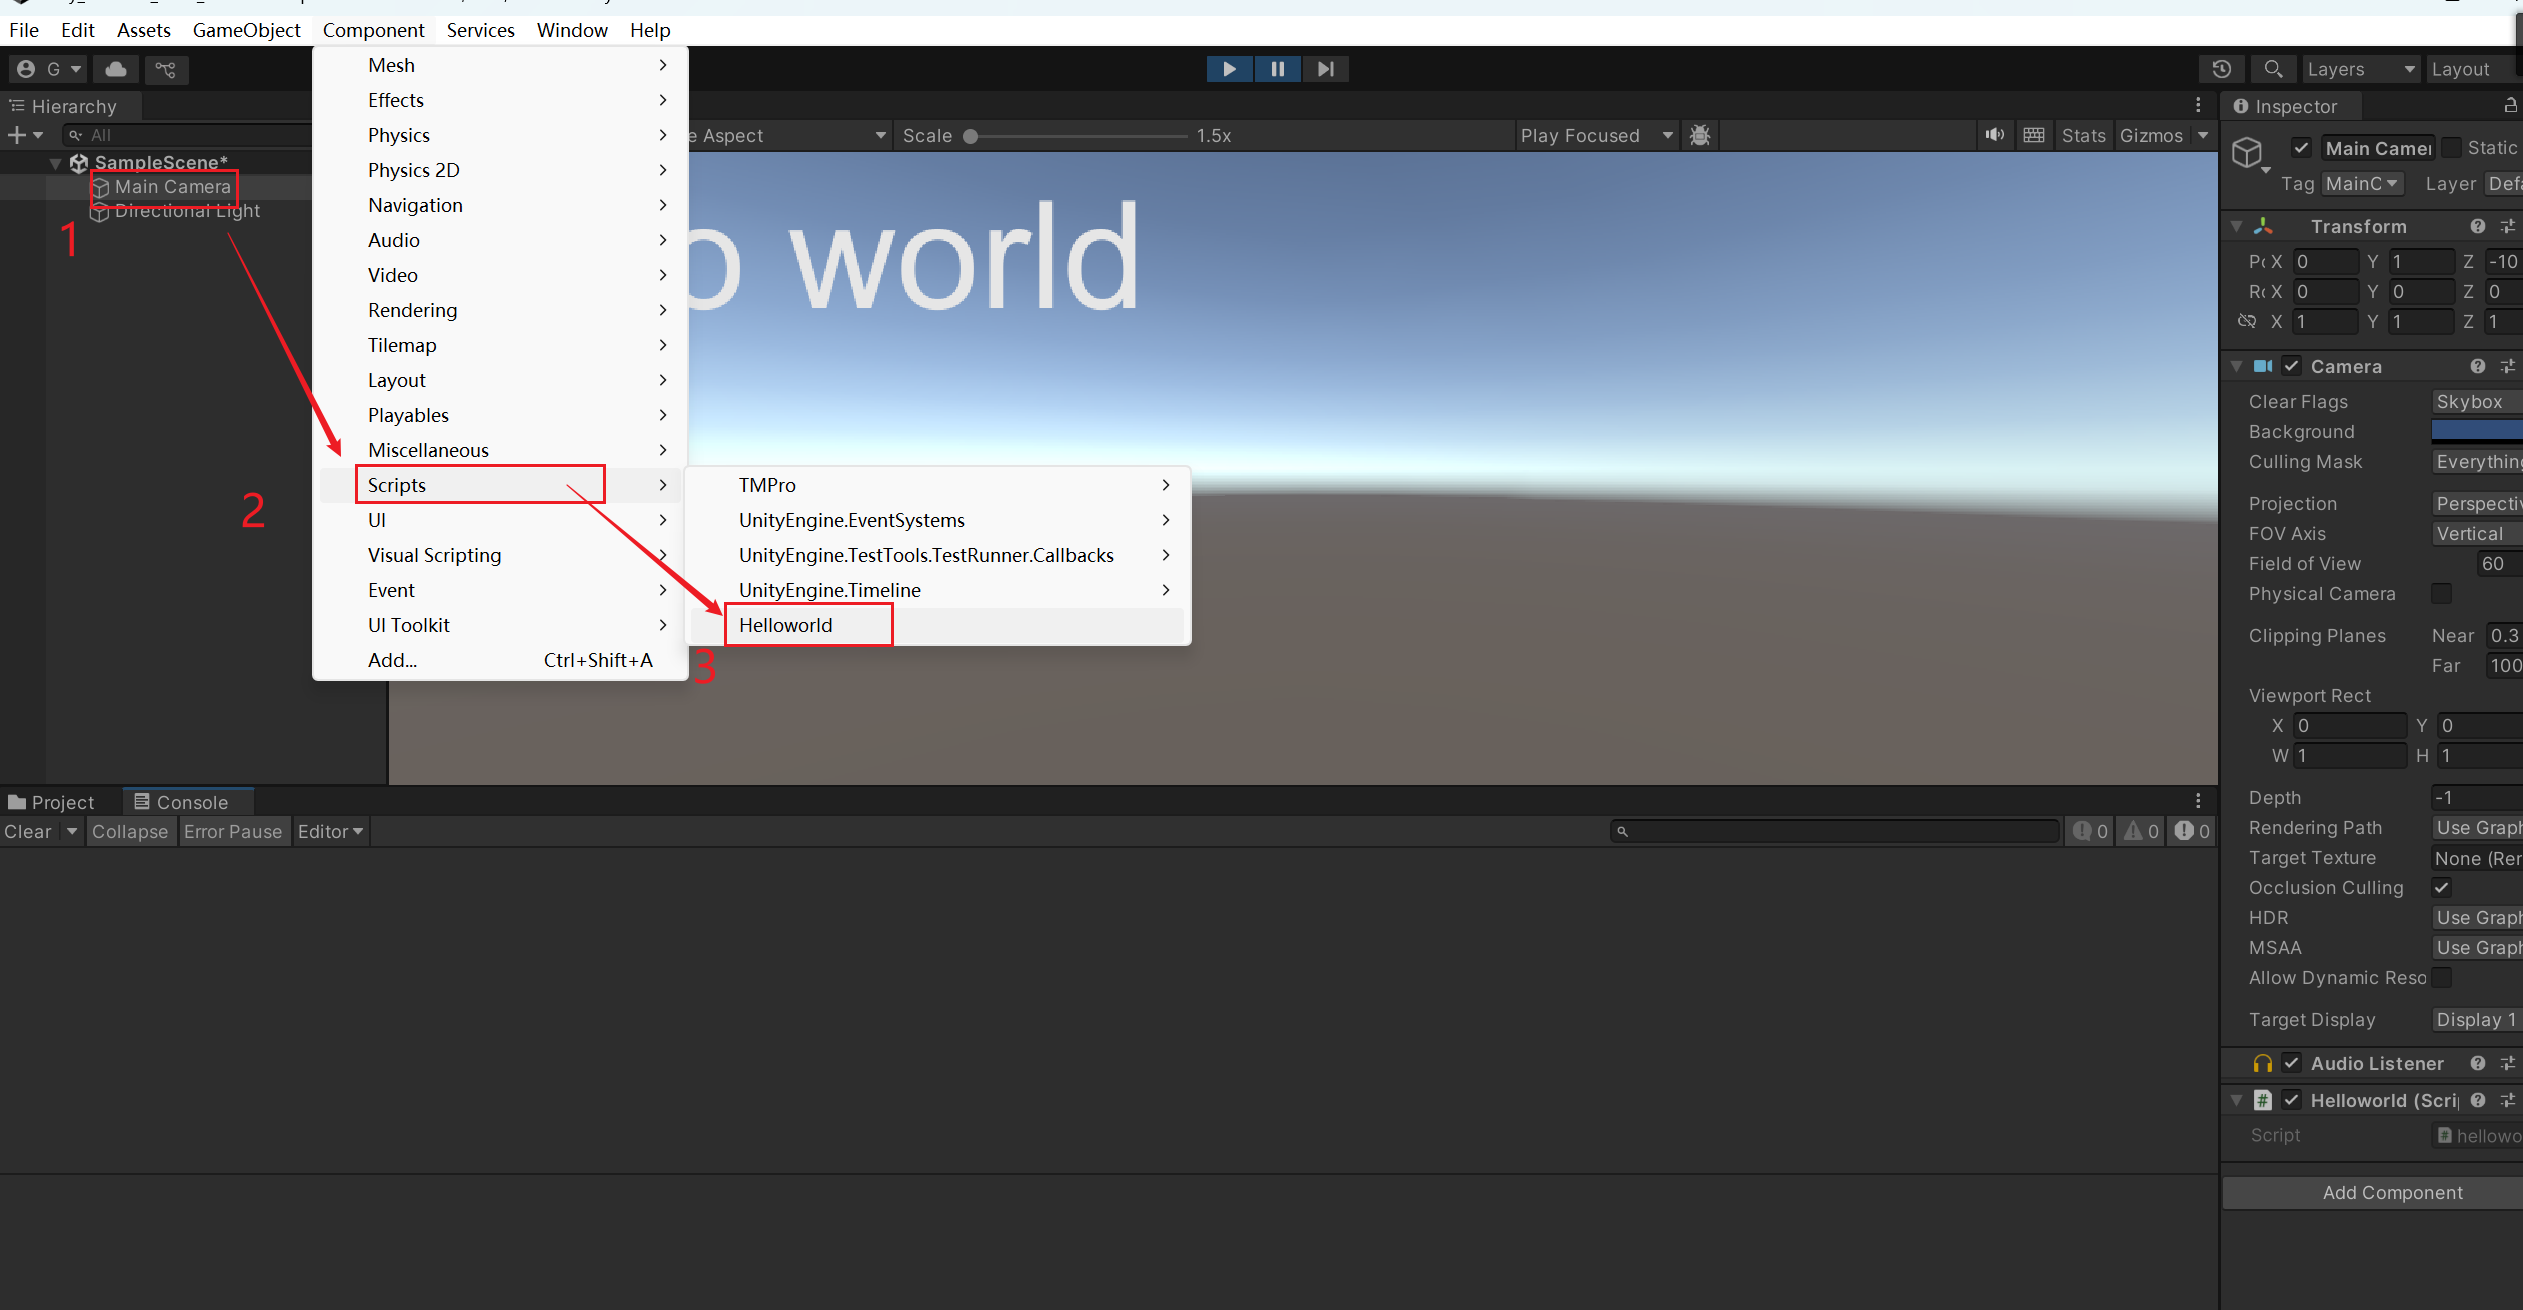 File Edit Assets GameObject Component Services Window Help
G
Layers
Layout
Hierarchy
All
SampleScene*
Main Camera
Directional Light
1
2
3
Mesh
Effects
Physics
Physics 2D
Navigation
Audio
Video
Rendering
Tilemap
Layout
Playables
Miscellaneous
Scripts
UI
Visual Scripting
Event
UI Toolkit
Add... Ctrl+Shift+A
TMPro
UnityEngine.EventSystems
UnityEngine.TestTools.TestRunner.Callbacks
UnityEngine.Timeline
Helloworld
e Aspect Scale 1.5x Play Focused Stats Gizmos
o world
Project Console
Clear Collapse Error Pause Editor 0 0 0
Inspector
Main Camer Static
Tag MainC Layer Defa
Transform
X 0 Y 1 Z -10
X 0 Y 0 Z 0
X 1 Y 1 Z 1
Camera
Clear Flags Skybox
Background
Culling Mask Everything
Projection Perspectiv
FOV Axis Vertical
Field of View 60
Physical Camera
Clipping Planes Near 0.3
Far 100
Viewport Rect
X 0 Y 0
W 1 H 1
Depth -1
Rendering Path Use Graph
Target Texture None (Ren
Occlusion Culling
HDR Use Graph
MSAA Use Graph
Allow Dynamic Reso
Target Display Display 1
Audio Listener
Helloworld (Scri
Script hellowo
Add Component